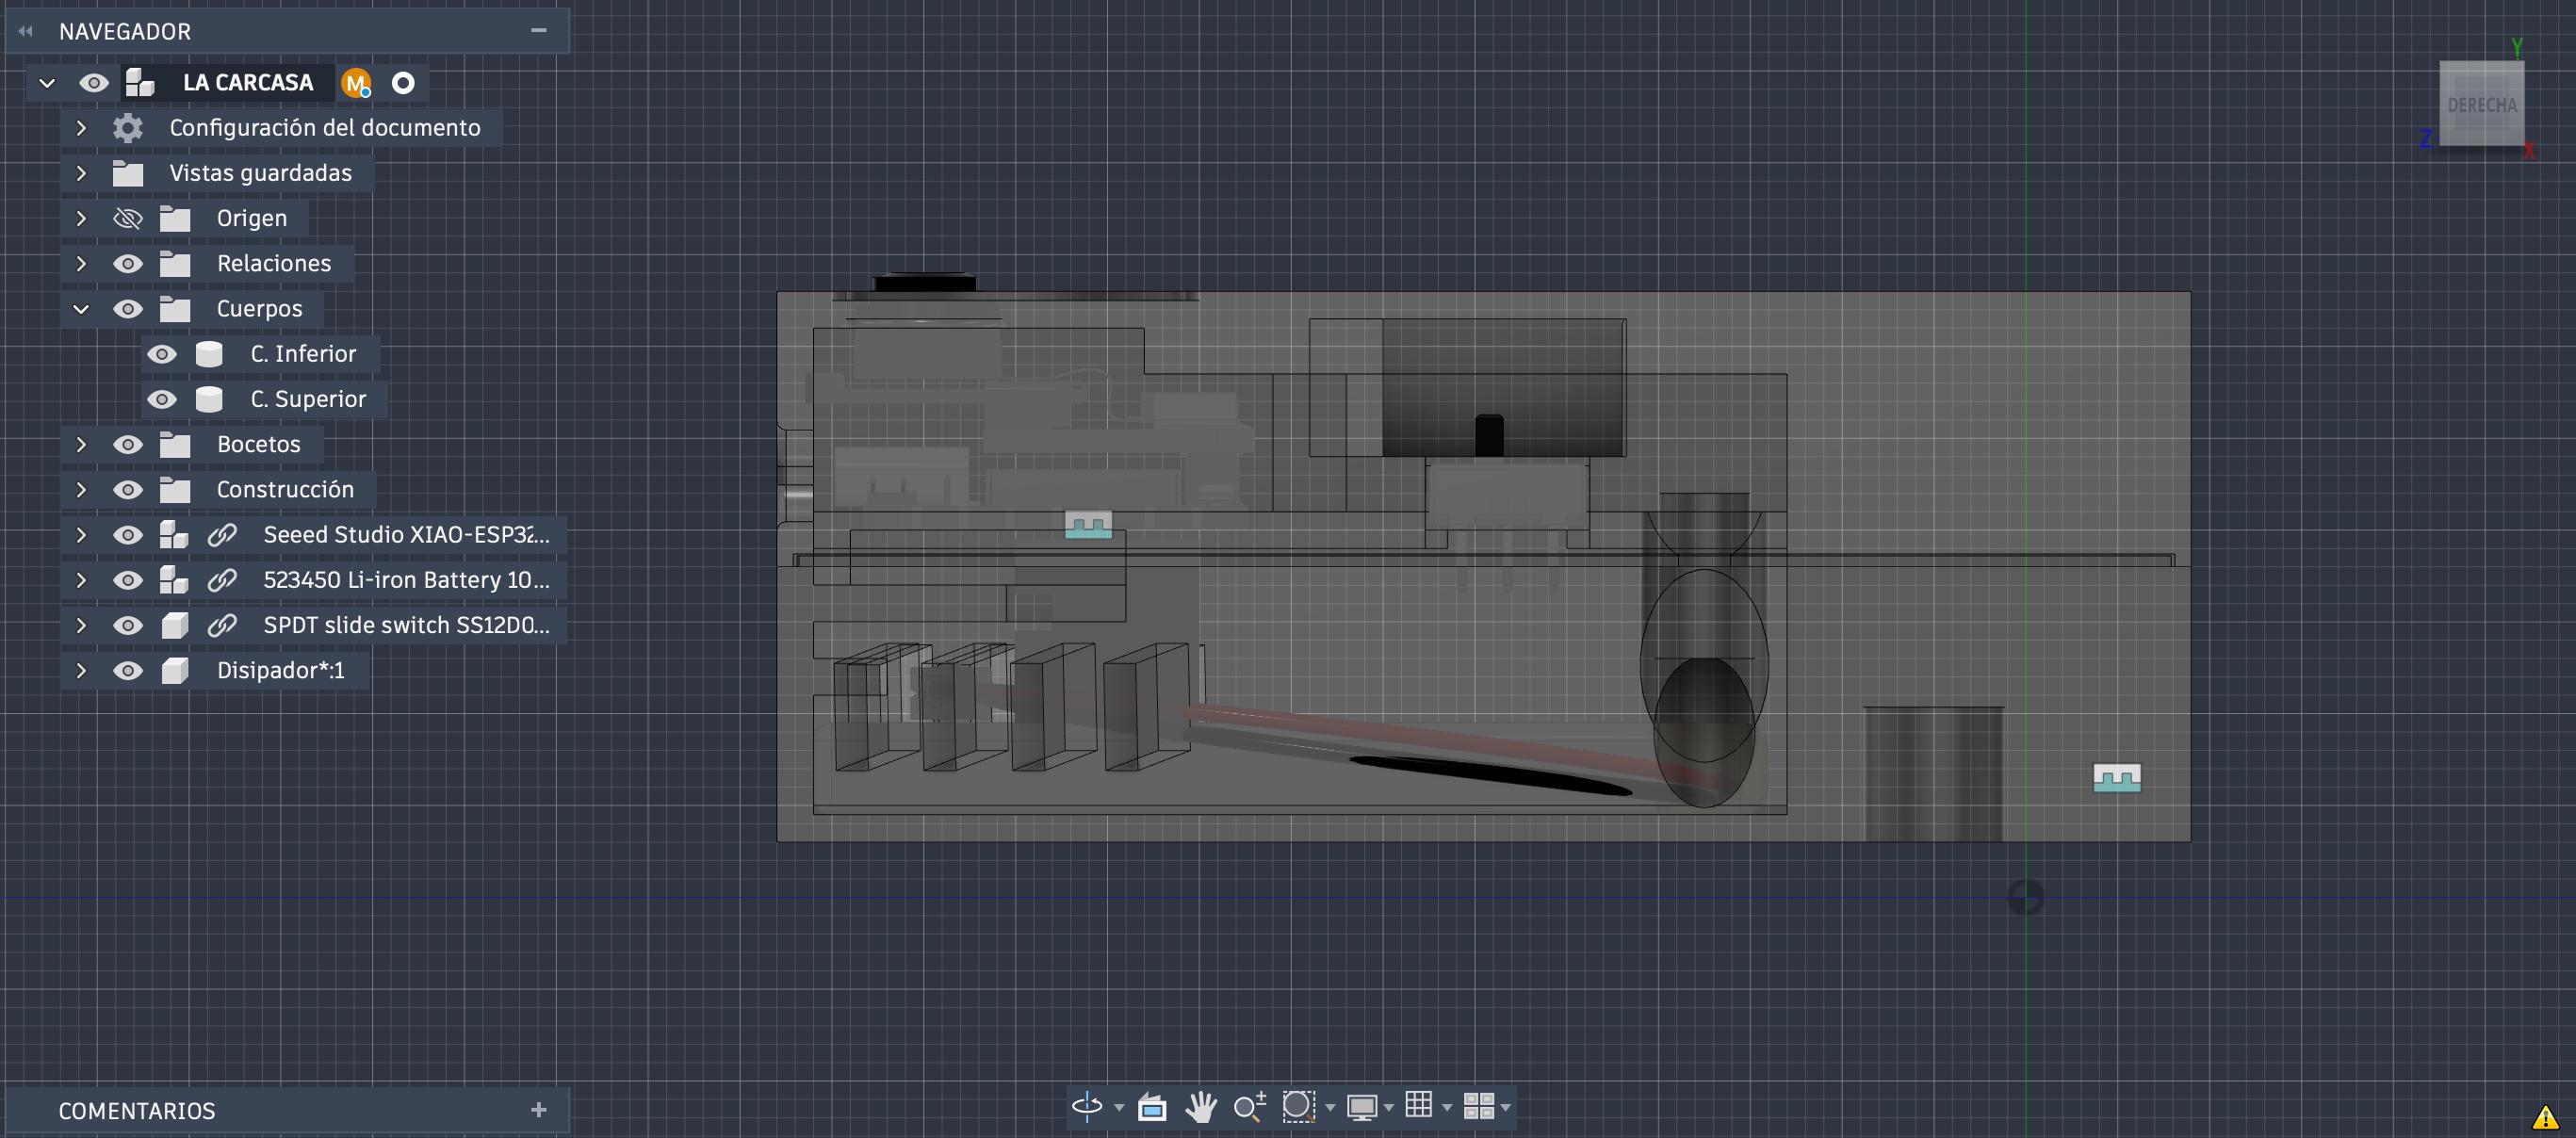 NAVEGADOR
LA CARCASA M
Configuración del documento
Vistas guardadas
Origen
Relaciones
Cuerpos
C. Inferior
C. Superior
Bocetos
Construcción
Seeed Studio XIAO-ESP32...
523450 Li-iron Battery 10...
SPDT slide switch SS12D0...
Disipador*:1
Y
DERECHA
Z
X
COMENTARIOS